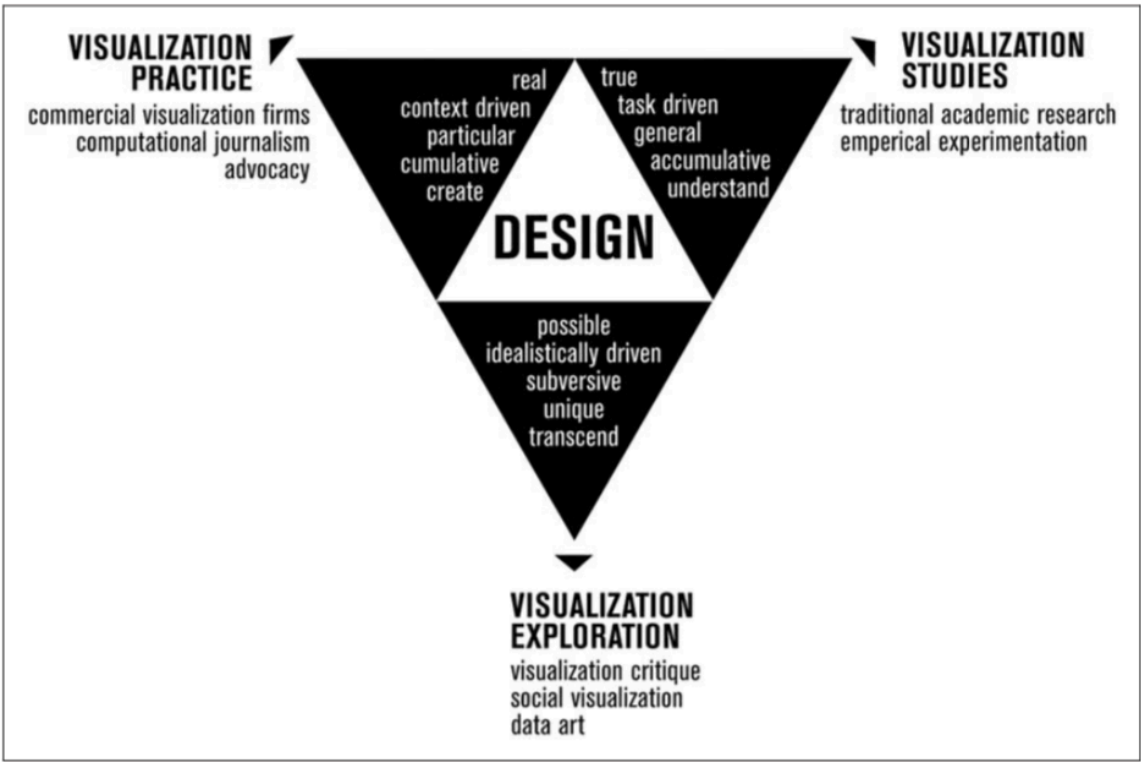 VISUALIZATION
PRACTICE
commercial visualization firms
computational journalism
advocacy
VISUALIZATION
STUDIES
traditional academic research
emperical experimentation
real
context driven
particular
cumulative
create
true
task driven
general
accumulative
understand
DESIGN
possible
idealistically driven
subversive
unique
transcend
VISUALIZATION
EXPLORATION
visualization critique
social visualization
data art